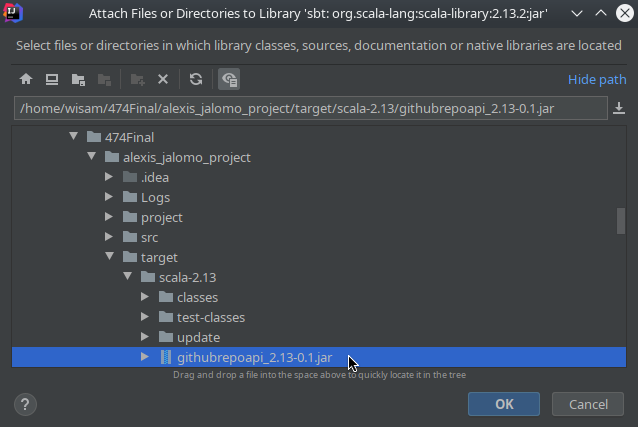 Attach Files or Directories to Library 'sbt: org.scala-lang:scala-library:2.13.2:jar'
Select files or directories in which library classes, sources, documentation or native libraries are located
Hide path
/home/wisam/474Final/alexis_jalomo_project/target/scala-2.13/githubrepoapi_2.13-0.1.jar
474Final
alexis_jalomo_project
.idea
Logs
project
src
target
scala-2.13
classes
test-classes
update
githubrepoapi_2.13-0.1.jar
Drag and drop a file into the space above to quickly locate it in the tree
? OK Cancel